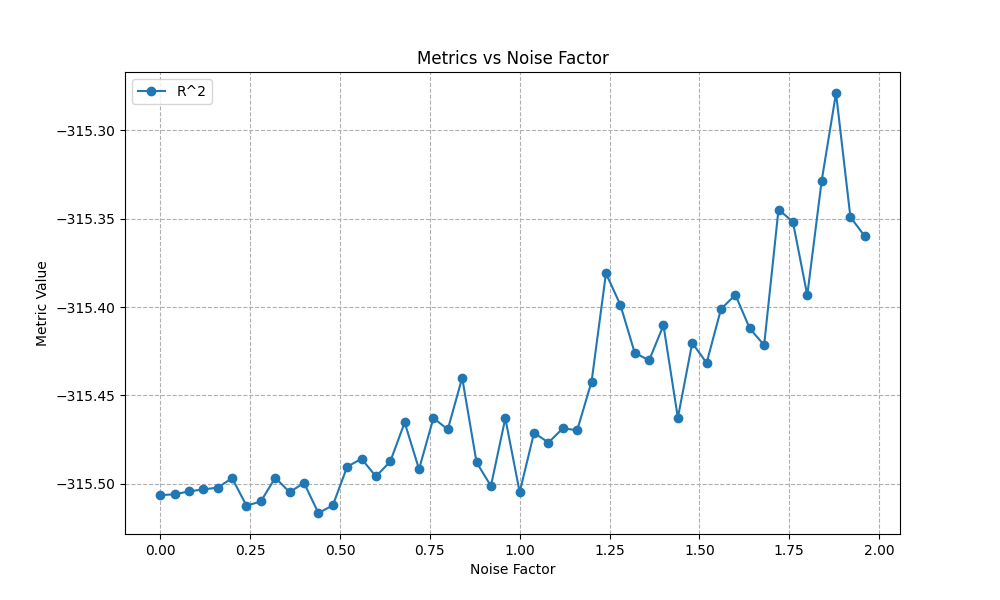 Metrics vs Noise Factor
R^2
−315.30
−315.35
−315.40
−315.45
−315.50
Metric Value
0.00 0.25 0.50 0.75 1.00 1.25 1.50 1.75 2.00
Noise Factor